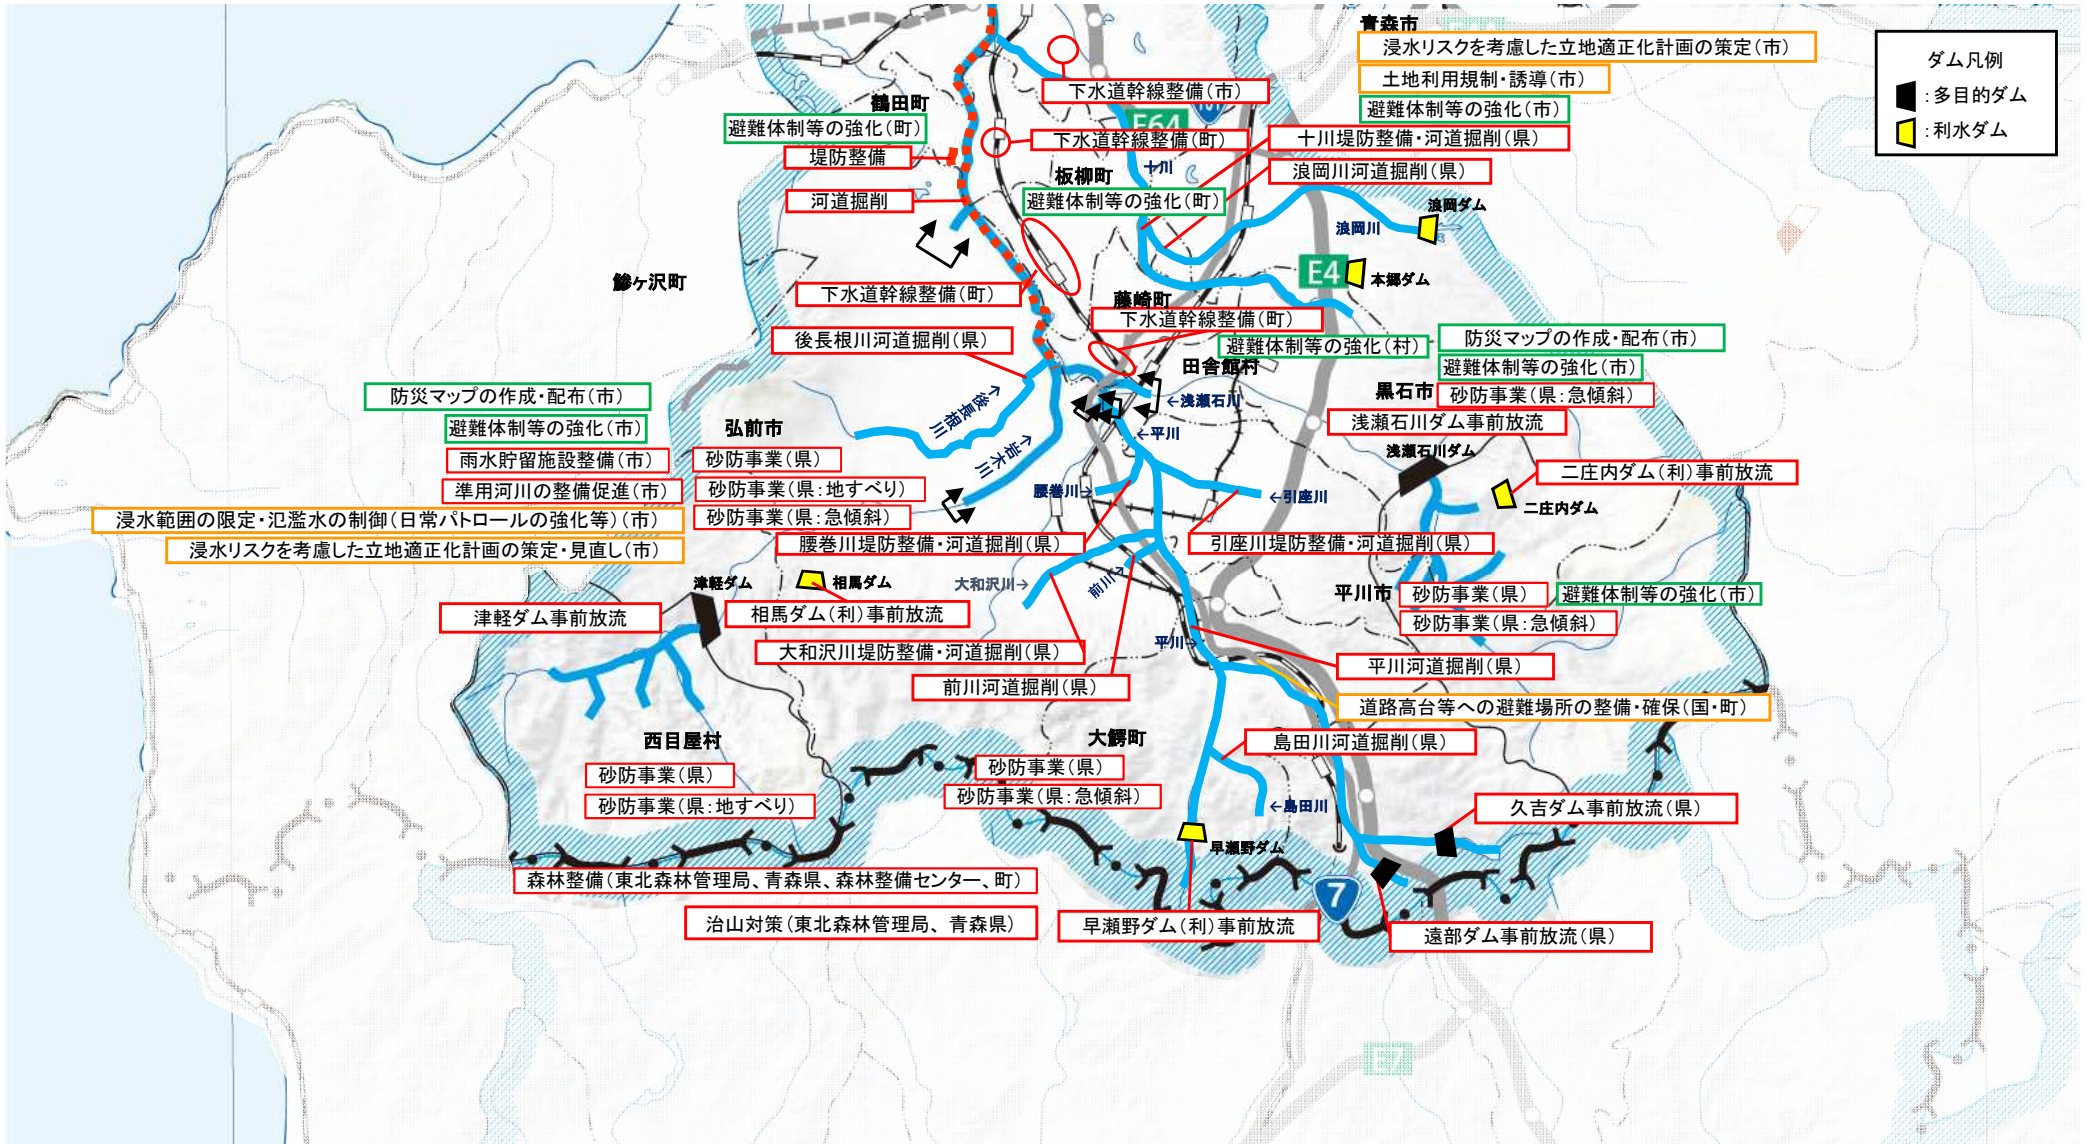 青森市
浸水リスクを考慮した立地適正化計画の策定(市)
土地利用規制・誘導(市)
避難体制等の強化(市)
ダム凡例
:多目的ダム
:利水ダム
鶴田町
避難体制等の強化(町)
堤防整備
河道掘削
下水道幹線整備(市)
E64
下水道幹線整備(町)
十川堤防整備・河道掘削(県)
十川
浪岡川河道掘削(県)
板柳町
避難体制等の強化(町)
浪岡ダム
浪岡川
E4
本郷ダム
鰺ヶ沢町
下水道幹線整備(町)
藤崎町
下水道幹線整備(町)
後長根川河道掘削(県)
避難体制等の強化(村)
防災マップの作成・配布(市)
避難体制等の強化(市)
田舎館村
黒石市
砂防事業(県:急傾斜)
防災マップの作成・配布(市)
避難体制等の強化(市)
←後長根川
←岩木川
←浅瀬石川
浅瀬石川ダム事前放流
弘前市
←平川
浅瀬石川ダム
雨水貯留施設整備(市)
砂防事業(県)
二庄内ダム(利)事前放流
準用河川の整備促進(市)
砂防事業(県:地すべり)
腰巻川→
←引座川
二庄内ダム
浸水範囲の限定・氾濫水の制御(日常パトロールの強化等)(市)
砂防事業(県:急傾斜)
浸水リスクを考慮した立地適正化計画の策定・見直し(市)
腰巻川堤防整備・河道掘削(県)
引座川堤防整備・河道掘削(県)
津軽ダム
相馬ダム
大和沢川→
前川→
平川市
砂防事業(県)
避難体制等の強化(市)
津軽ダム事前放流
相馬ダム(利)事前放流
砂防事業(県:急傾斜)
大和沢川堤防整備・河道掘削(県)
平川→
平川河道掘削(県)
前川河道掘削(県)
道路高台等への避難場所の整備・確保(国・町)
西目屋村
大鰐町
島田川河道掘削(県)
砂防事業(県)
砂防事業(県)
砂防事業(県:地すべり)
砂防事業(県:急傾斜)
←島田川
久吉ダム事前放流(県)
早瀬野ダム
森林整備(東北森林管理局、青森県、森林整備センター、町)
7
治山対策(東北森林管理局、青森県)
早瀬野ダム(利)事前放流
遠部ダム事前放流(県)
E7